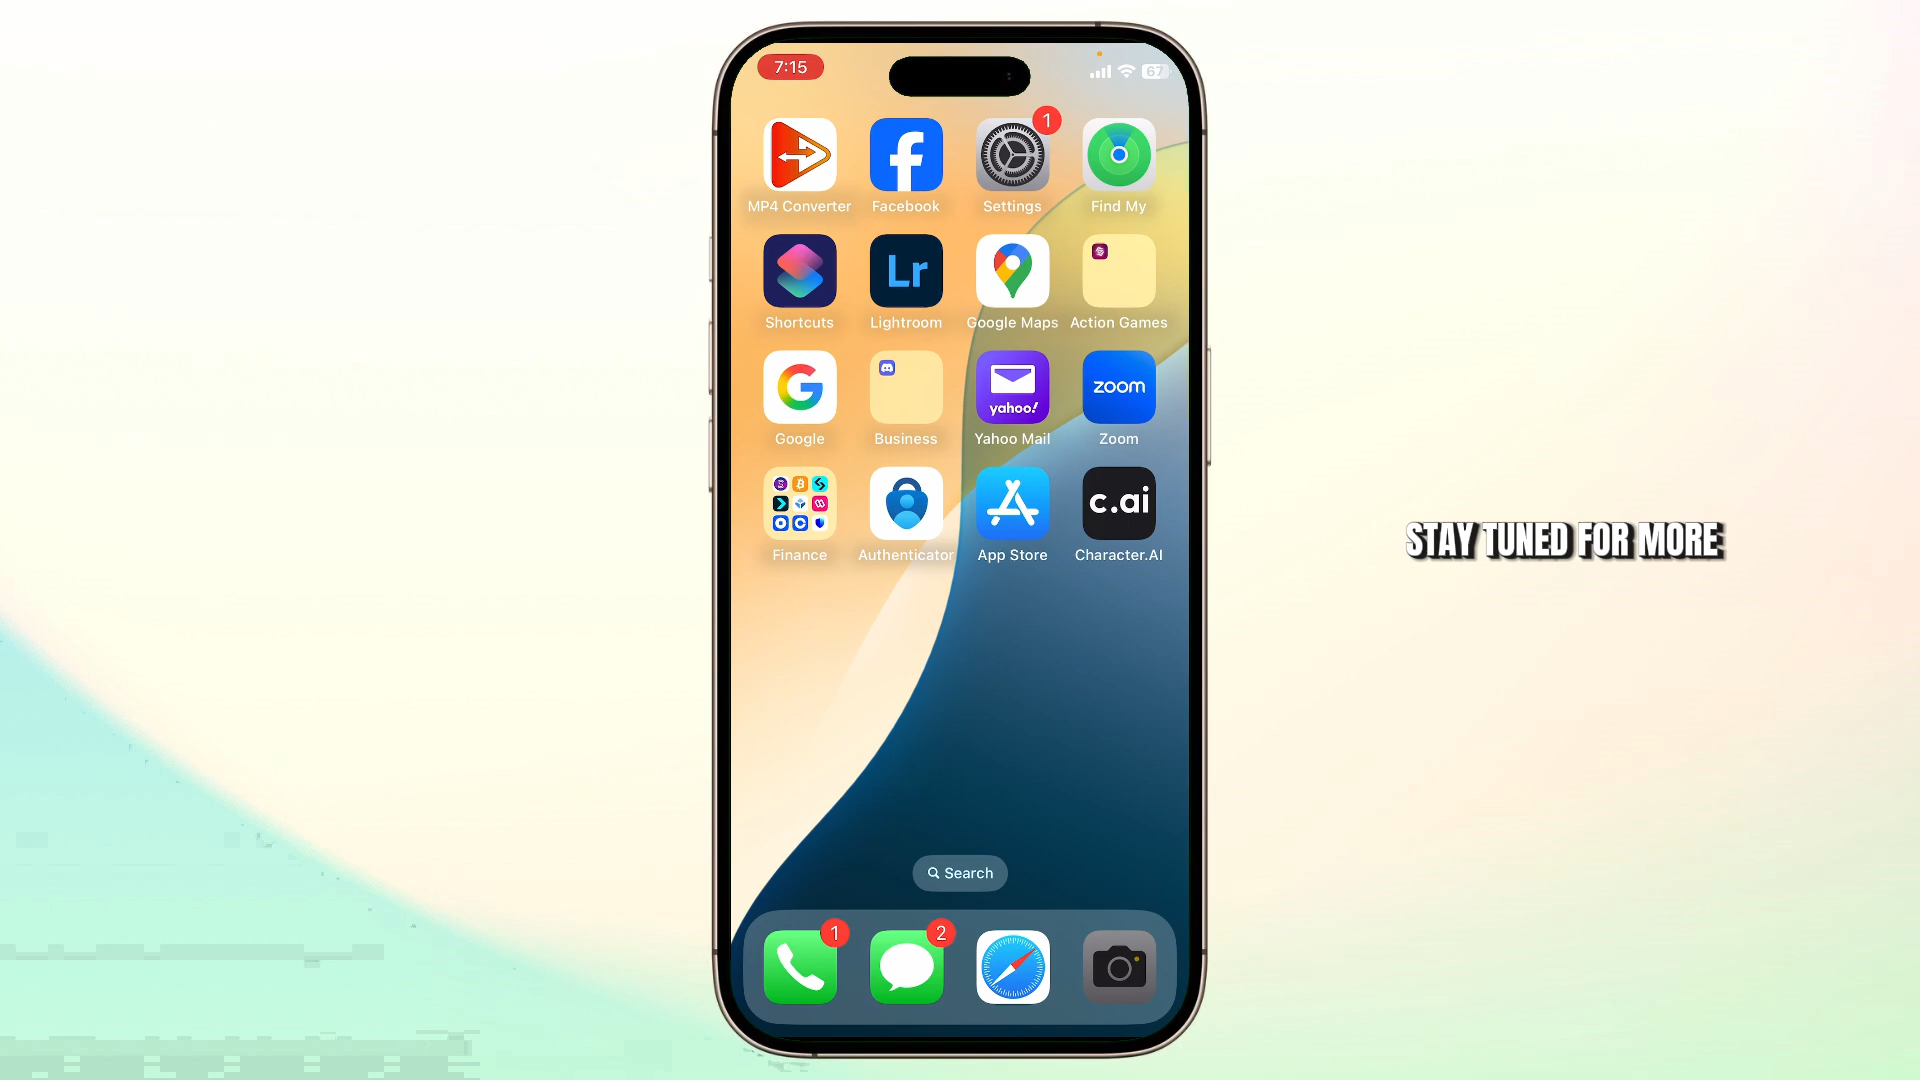 7:15
67
1
MP4 Converter
Facebook
Settings
Find My
Lr
Shortcuts
Lightroom
Google Maps
Action Games
yahoo!
zoom
Google
Business
Yahoo Mail
Zoom
c.ai
Finance
Authenticator
App Store
Character.AI
STAY TUNED FOR MORE
Search
1
2